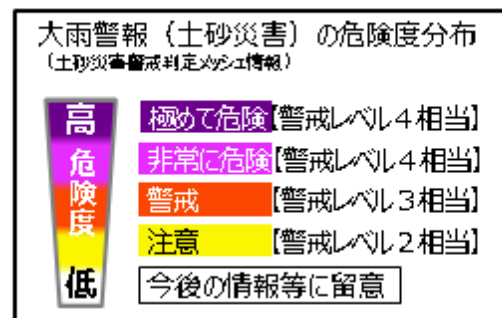 大雨警報（土砂災害）の危険度分布
（土砂災害警戒判定メッシュ情報）
高
危険度
低
極めて危険【警戒レベル４相当】
非常に危険【警戒レベル４相当】
警戒【警戒レベル３相当】
注意【警戒レベル２相当】
今後の情報等に留意